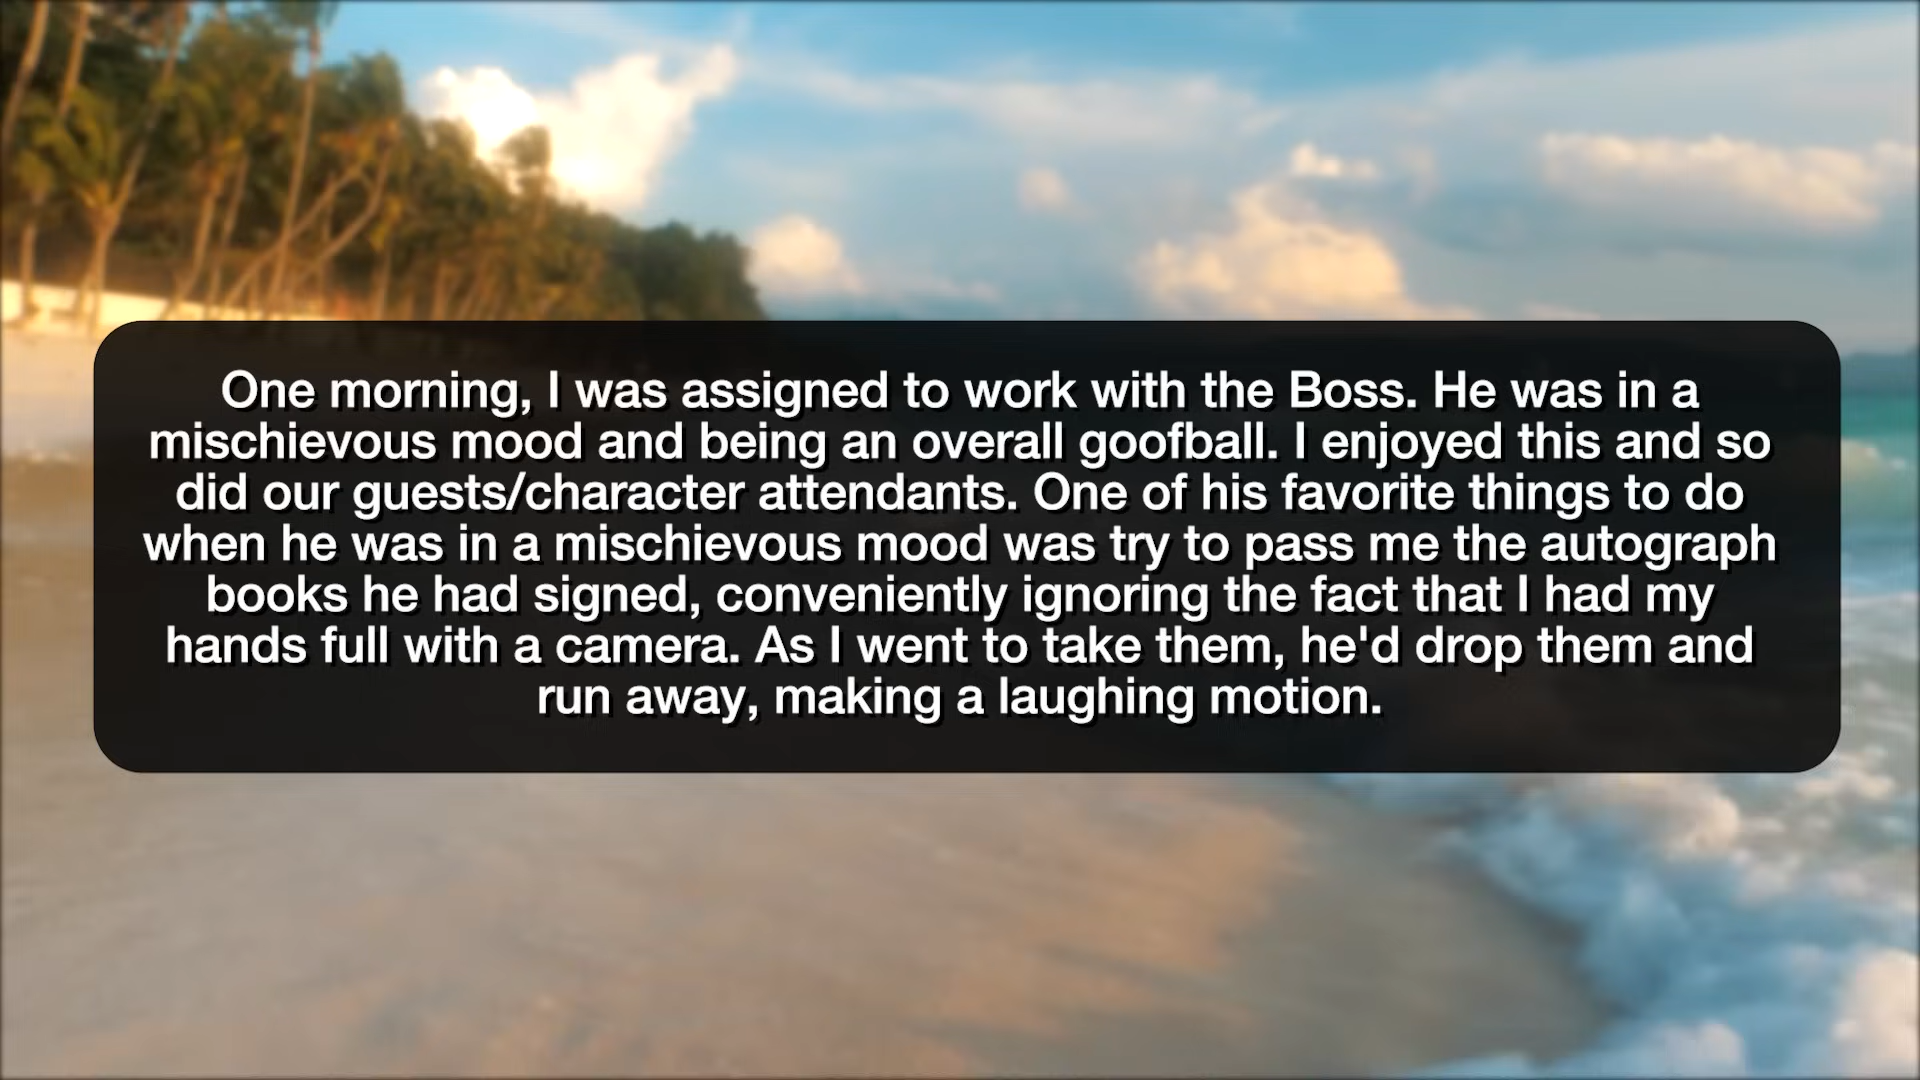 One morning, I was assigned to work with the Boss. He was in a
mischievous mood and being an overall goofball. I enjoyed this and so
did our guests/character attendants. One of his favorite things to do
when he was in a mischievous mood was try to pass me the autograph
books he had signed, conveniently ignoring the fact that I had my
hands full with a camera. As I went to take them, he'd drop them and
run away, making a laughing motion.